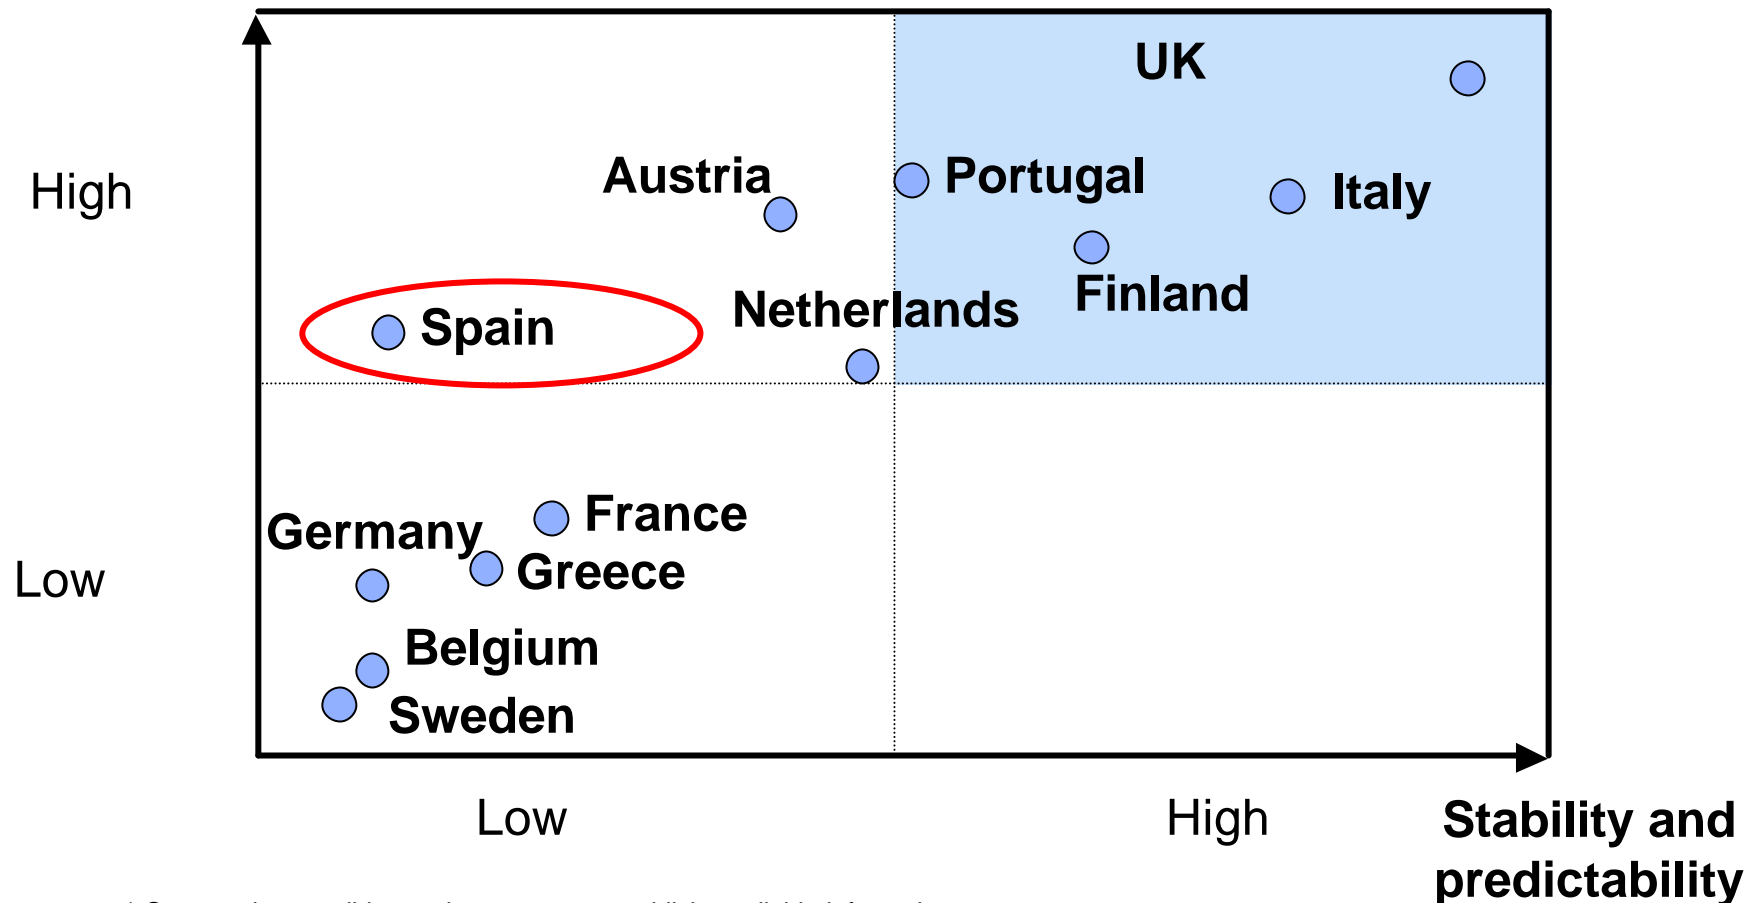 UK
Austria
Portugal
High
Italy
Finland
Netherlands
Spain
France
Germany
Low
Greece
Belgium
Sweden
Low
High
Stability and
predictability